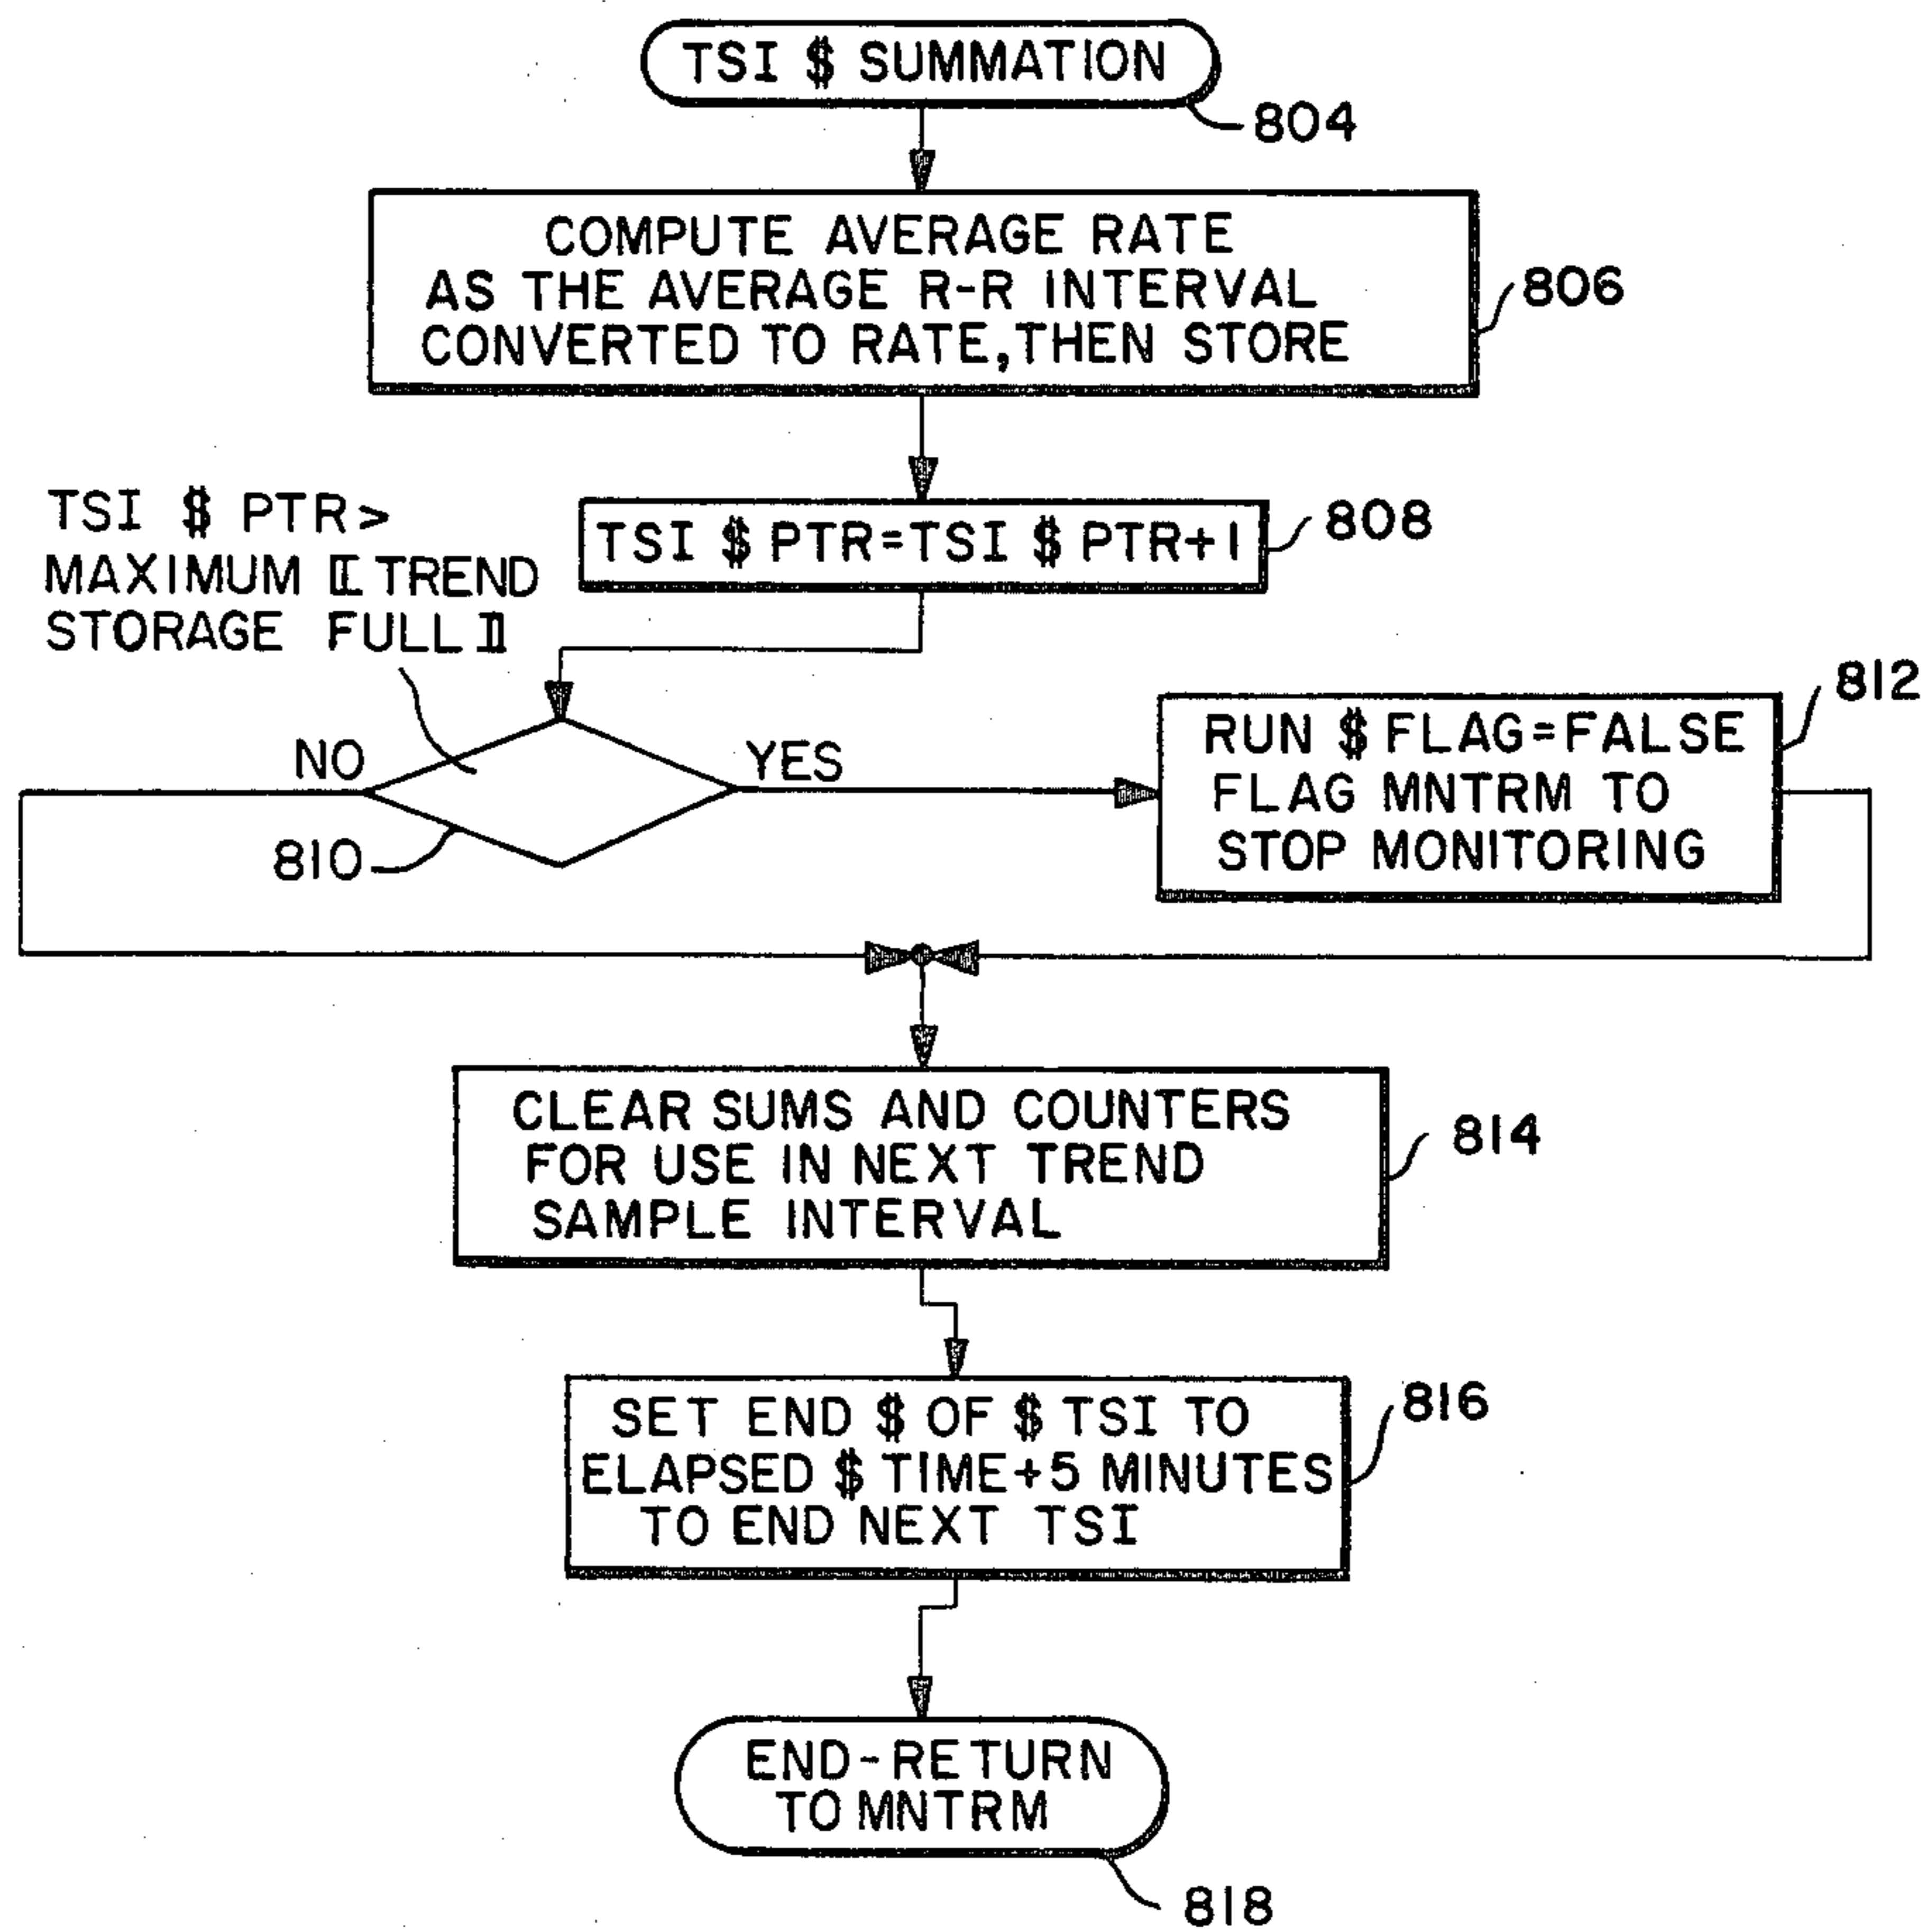 TSI $ SUMMATION
804
COMPUTE AVERAGE RATE
AS THE AVERAGE R-R INTERVAL
CONVERTED TO RATE, THEN STORE
806
TSI $ PTR=TSI $ PTR+1
808
TSI $ PTR>
MAXIMUM [[ TREND
STORAGE FULL ]]
NO
YES
810
RUN $ FLAG=FALSE
FLAG MNTRM TO
STOP MONITORING
812
CLEAR SUMS AND COUNTERS
FOR USE IN NEXT TREND
SAMPLE INTERVAL
814
SET END $ OF $ TSI TO
ELAPSED $ TIME+5 MINUTES
TO END NEXT TSI
816
END-RETURN
TO MNTRM
818